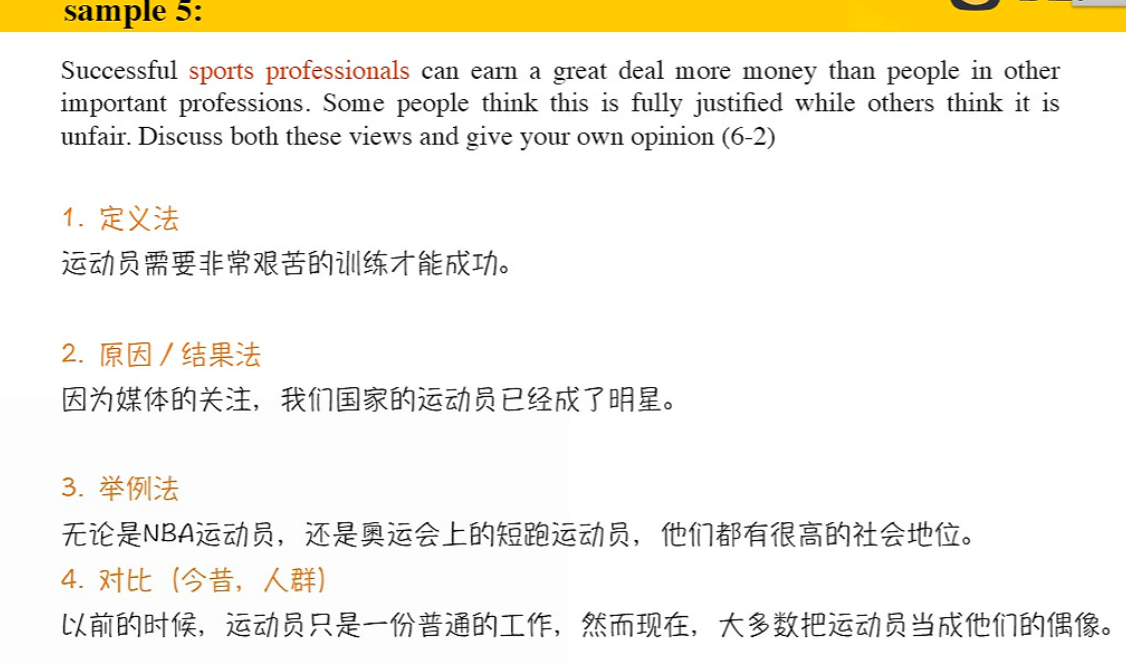 sample 5:
Successful sports professionals can earn a great deal more money than people in other
important professions. Some people think this is fully justified while others think it is
unfair. Discuss both these views and give your own opinion (6-2)
1. 定义法
运动员需要非常艰苦的训练才能成功。
2. 原因/结果法
因为媒体的关注，我们国家的运动员已经成了明星。
3. 举例法
无论是NBA运动员，还是奥运会上的短跑运动员，他们都有很高的社会地位。
4. 对比（今昔，人群）
以前的时候，运动员只是一份普通的工作，然而现在，大多数把运动员当成他们的偶像。